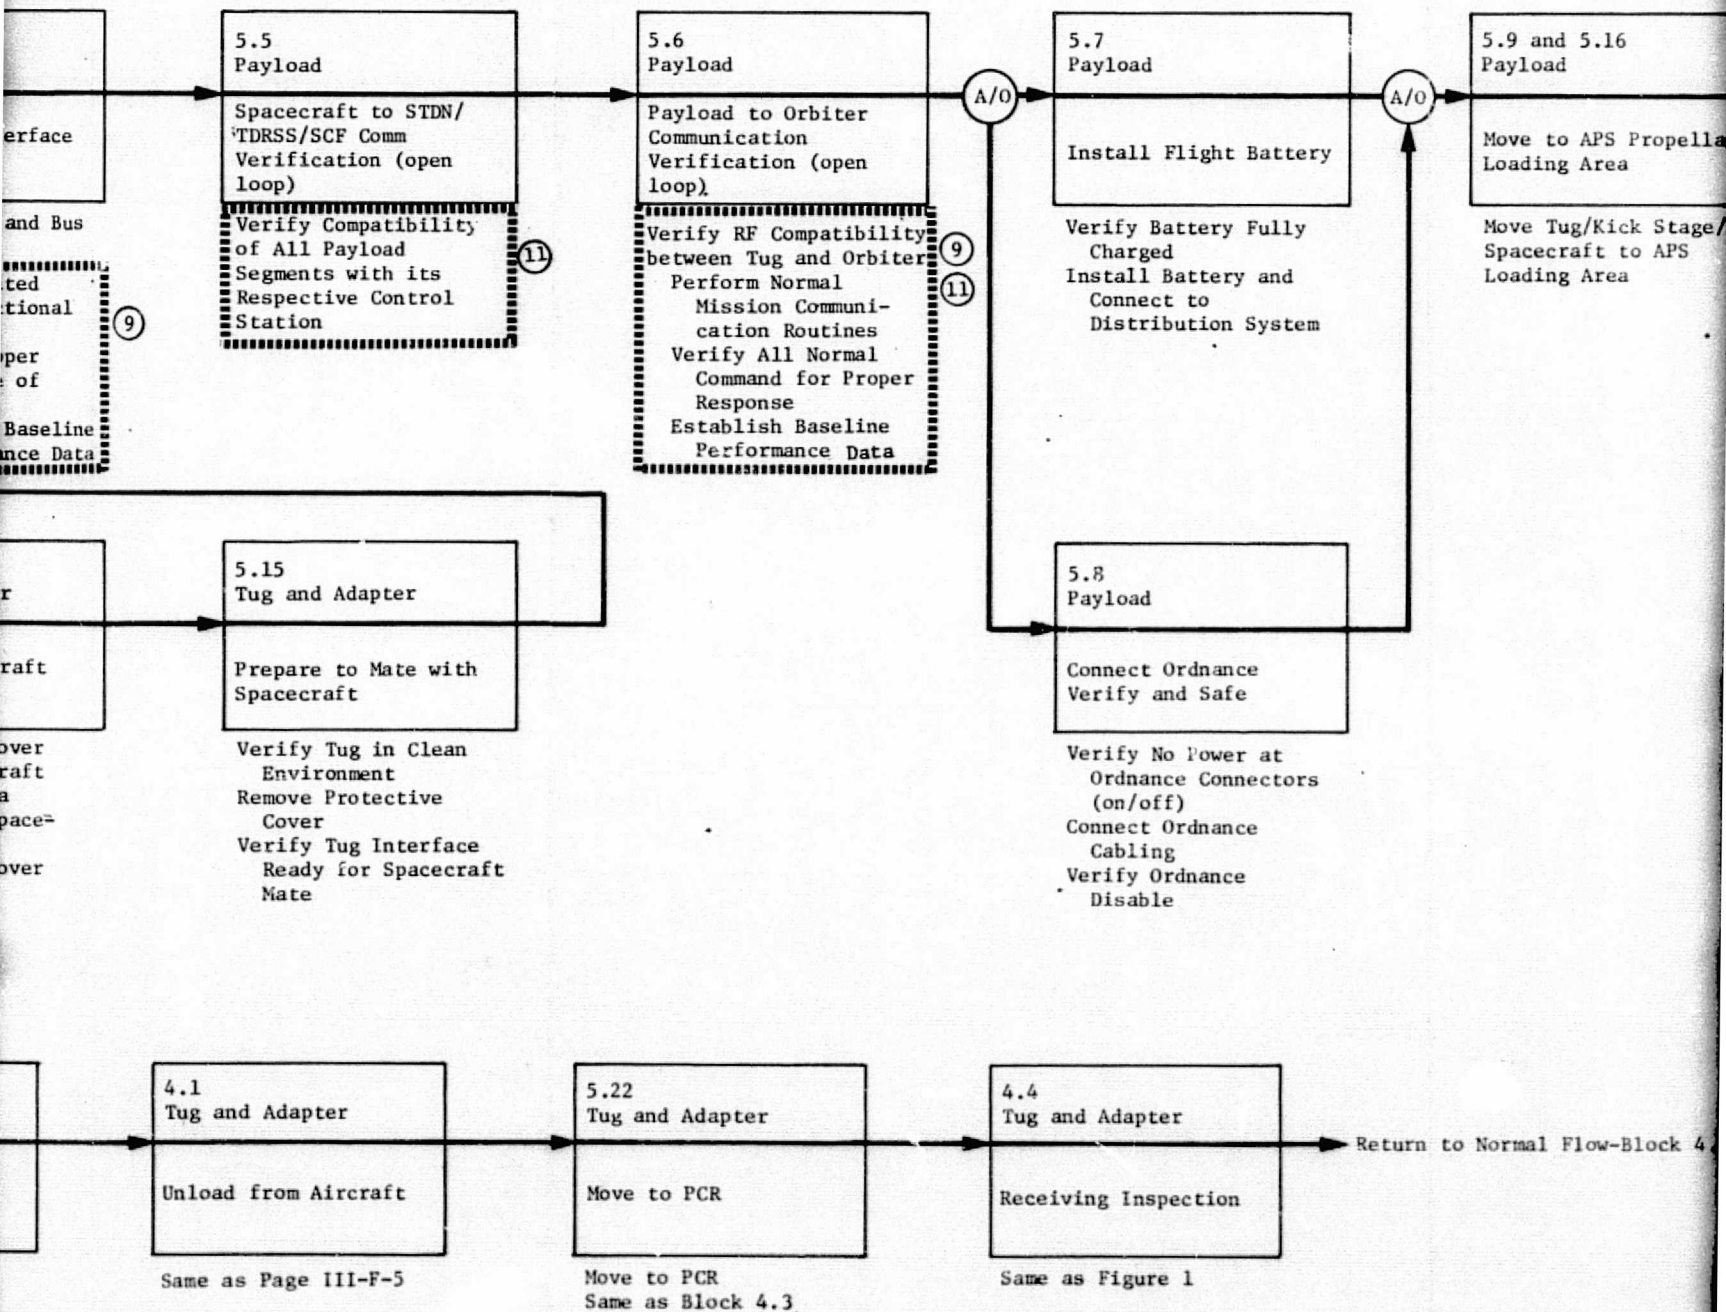 erface
and Bus
ted
tional
per
of
Baseline
nce Data
9
5.5
Payload
Spacecraft to STDN/
TDRSS/SCF Comm
Verification (open
loop)
Verify Compatibility
of All Payload
Segments with its
Respective Control
Station
11
5.6
Payload
Payload to Orbiter
Communication
Verification (open
loop)
Verify RF Compatibility
between Tug and Orbiter
Perform Normal
Mission Communi-
cation Routines
Verify All Normal
Command for Proper
Response
Establish Baseline
Performance Data
9
11
A/O
5.7
Payload
Install Flight Battery
Verify Battery Fully
Charged
Install Battery and
Connect to
Distribution System
A/O
5.9 and 5.16
Payload
Move to APS Propella
Loading Area
Move Tug/Kick Stage/
Spacecraft to APS
Loading Area
r
raft
over
raft
a
pace-
over
5.15
Tug and Adapter
Prepare to Mate with
Spacecraft
Verify Tug in Clean
Environment
Remove Protective
Cover
Verify Tug Interface
Ready for Spacecraft
Mate
5.8
Payload
Connect Ordnance
Verify and Safe
Verify No Power at
Ordnance Connectors
(on/off)
Connect Ordnance
Cabling
Verify Ordnance
Disable
4.1
Tug and Adapter
Unload from Aircraft
Same as Page III-F-5
5.22
Tug and Adapter
Move to PCR
Move to PCR
Same as Block 4.3
4.4
Tug and Adapter
Receiving Inspection
Same as Figure 1
Return to Normal Flow-Block 4